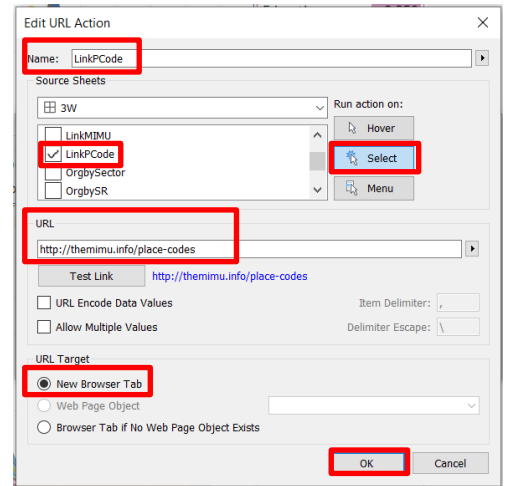 Edit URL Action
Name: LinkPCode
Source Sheets
3W
Run action on:
LinkMIMU
Hover
LinkPCode
Select
OrgbySector
OrgbySR
Menu
URL
http://themimu.info/place-codes
Test Link http://themimu.info/place-codes
URL Encode Data Values Item Delimiter: ,
Allow Multiple Values Delimiter Escape: \
URL Target
New Browser Tab
Web Page Object
Browser Tab if No Web Page Object Exists
OK Cancel